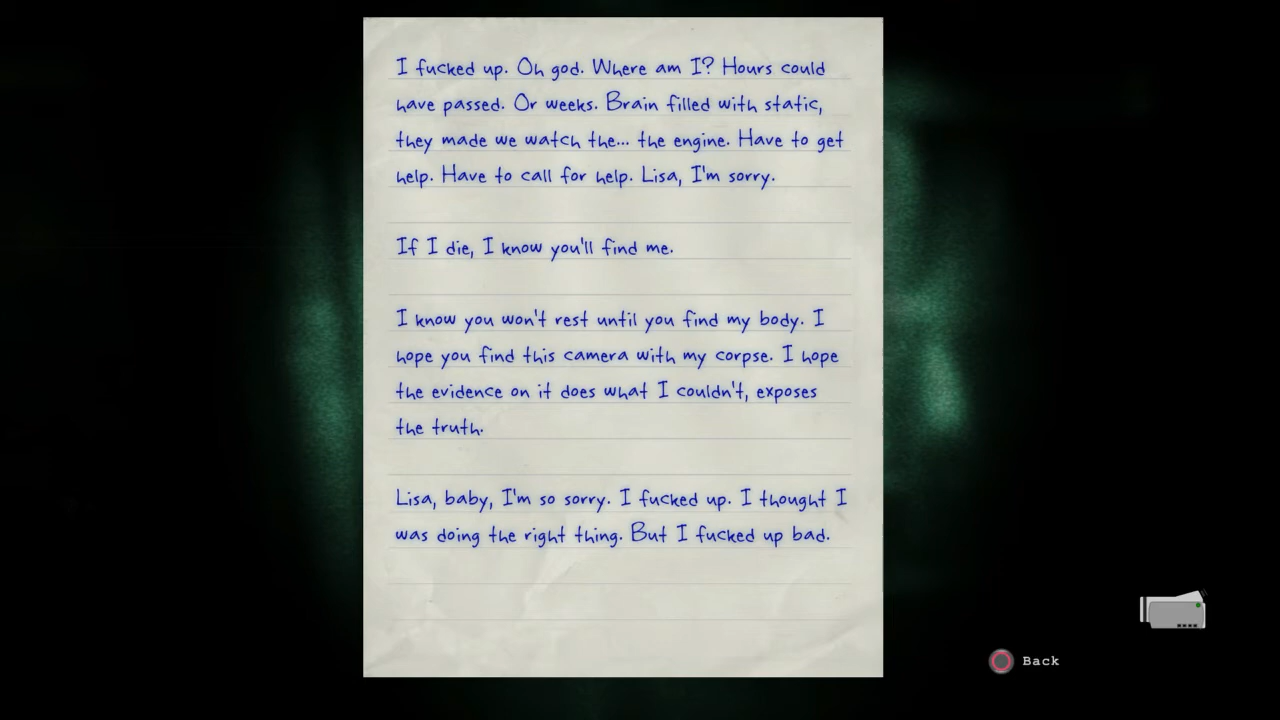 I fucked up. Oh god. Where am I? Hours could
have passed. Or weeks. Brain filled with static,
they made we watch the... the engine. Have to get
help. Have to call for help. Lisa, I'm sorry.
If I die, I know you'll find me.
I know you won't rest until you find my body. I
hope you find this camera with my corpse. I hope
the evidence on it does what I couldn't, exposes
the truth.
Lisa, baby, I'm so sorry. I fucked up. I thought I
was doing the right thing. But I fucked up bad.
Back